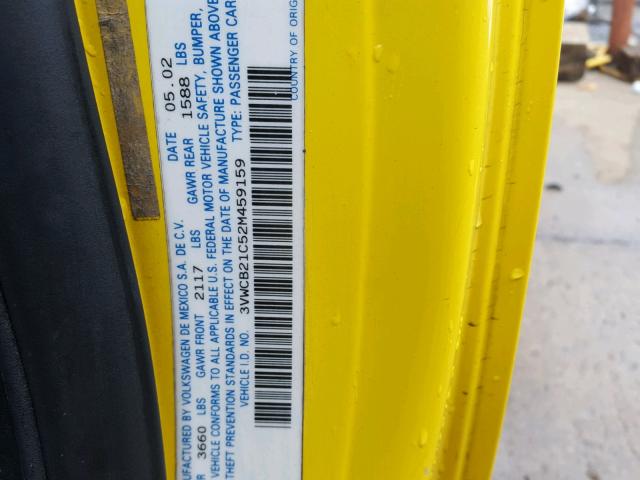 UFACTURED BY VOLKSWAGEN DE MEXICO S.A. DE C.V. DATE 05.02
R 3660 LBS GAWR FRONT 2117 LBS GAWR REAR 1588 LBS
VEHICLE CONFORMS TO ALL APPLICABLE U.S. FEDERAL MOTOR VEHICLE SAFETY, BUMPER,
THEFT PREVENTION STANDARDS IN EFFECT ON THE DATE OF MANUFACTURE SHOWN ABOVE
VEHICLE I.D. NO. 3VWCB21C52M459159 TYPE: PASSENGER CAR
COUNTRY OF ORIG